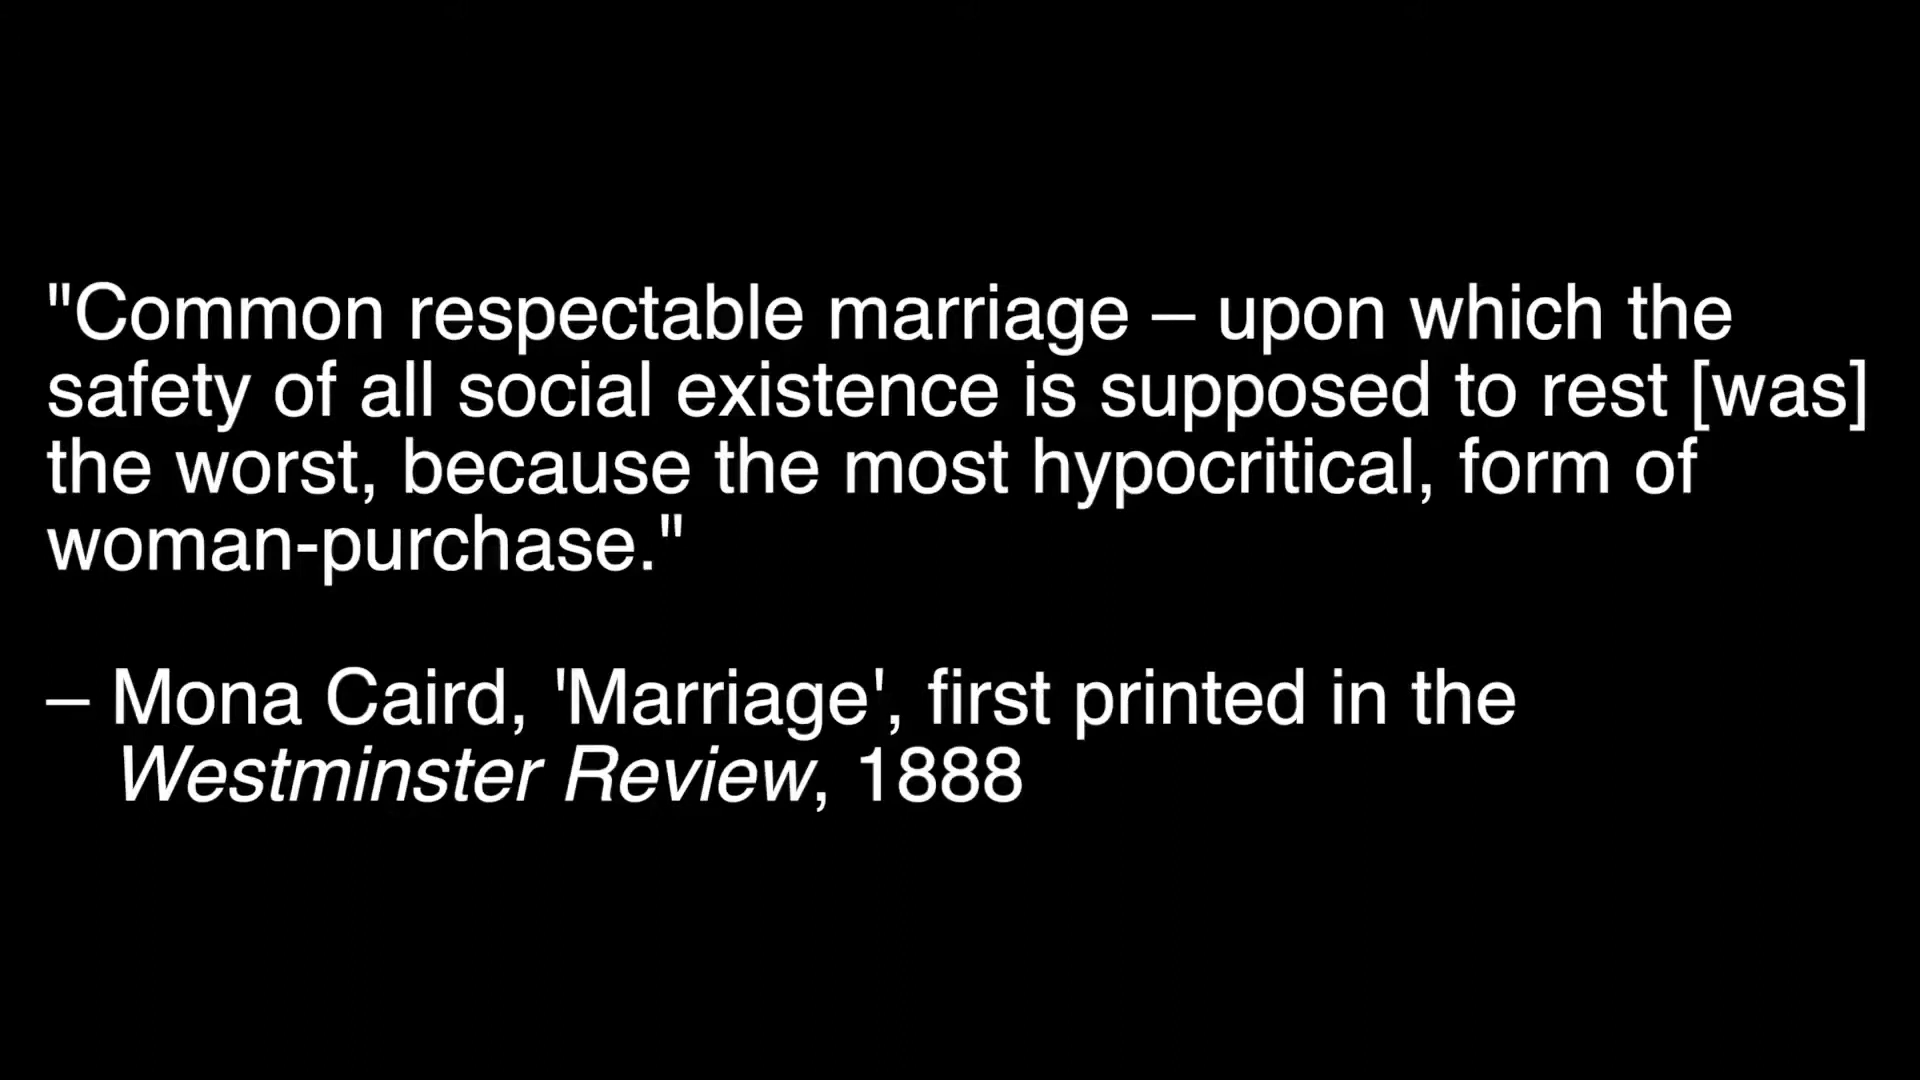 "Common respectable marriage – upon which the
safety of all social existence is supposed to rest [was]
the worst, because the most hypocritical, form of
woman-purchase."
– Mona Caird, 'Marriage', first printed in the
Westminster Review, 1888